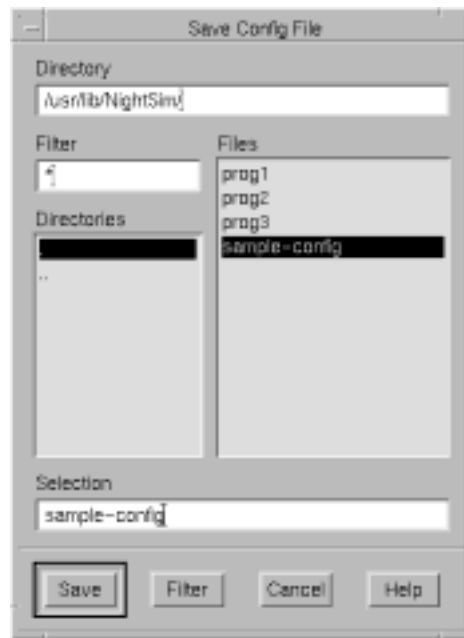 Save Config File
Directory
/usr/lib/NightSim/
Filter
*
Files
prog1
prog2
prog3
sample-config
Directories
.
..
Selection
sample-config
Save
Filter
Cancel
Help